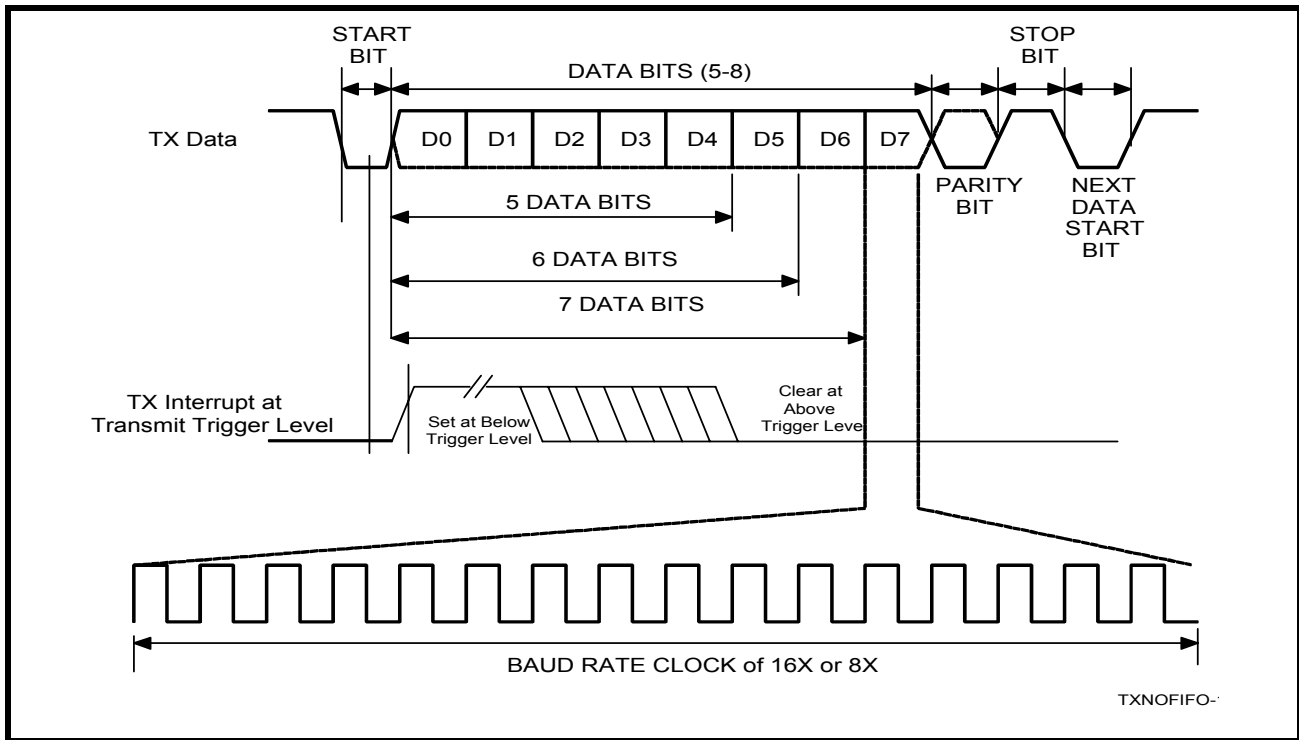 START
BIT
STOP
BIT
DATA BITS (5-8)
TX Data
D0 D1 D2 D3 D4 D5 D6 D7
PARITY
BIT
NEXT
DATA
START
BIT
5 DATA BITS
6 DATA BITS
7 DATA BITS
TX Interrupt at
Transmit Trigger Level
Set at Below
Trigger Level
Clear at
Above
Trigger Level
BAUD RATE CLOCK of 16X or 8X
TXNOFIFO-